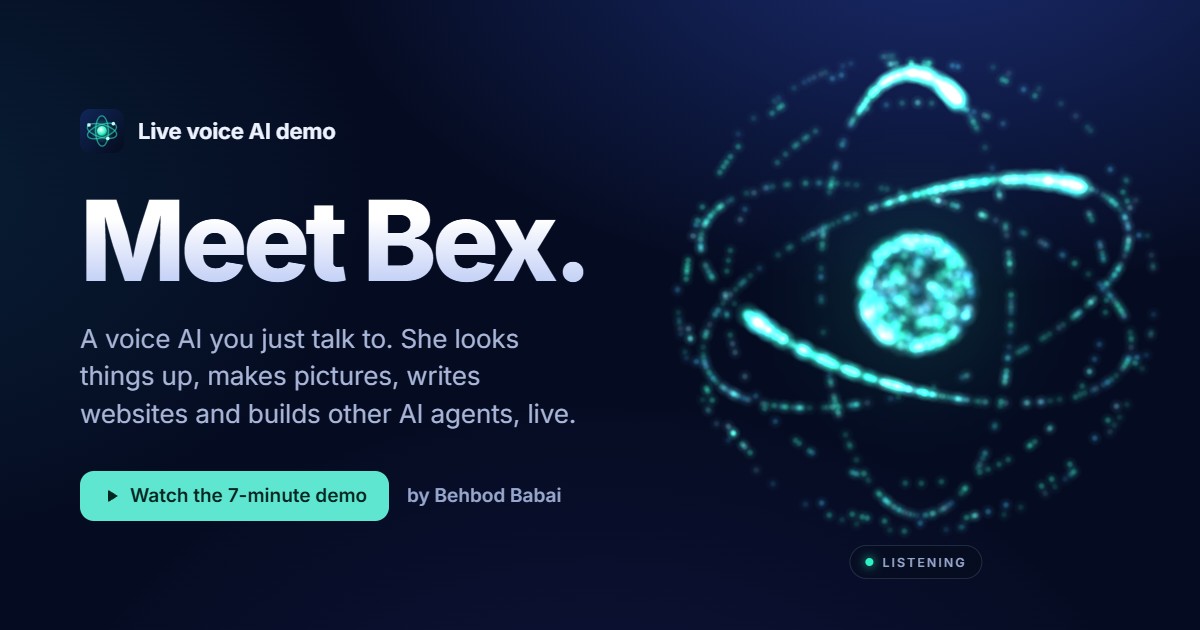 Live voice AI demo
Meet Bex.
A voice AI you just talk to. She looks
things up, makes pictures, writes
websites and builds other AI agents, live.
Watch the 7-minute demo
by Behbod Babai
LISTENING